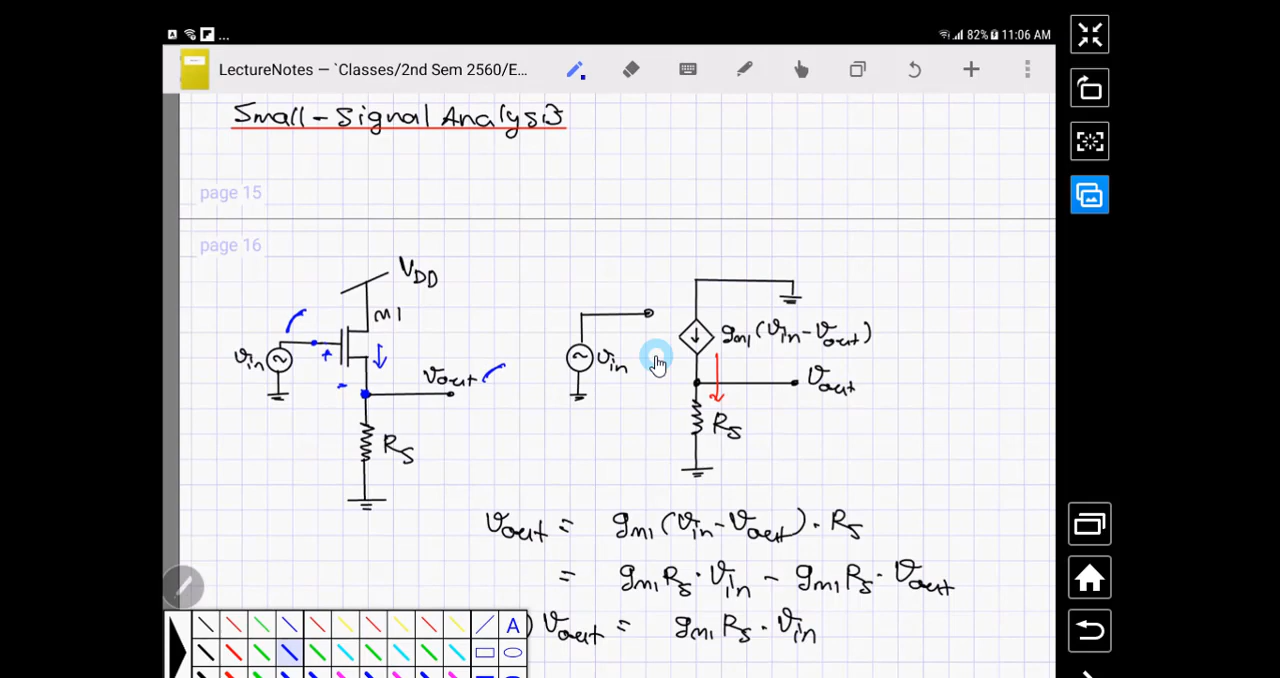 A ... 82% 11:06 AM
LectureNotes — `Classes/2nd Sem 2560/E...
Small-Signal Analysis
page 15
page 16
VDD
M1
vin
vout
RS
vin
gm1(vin-vout)
vout
RS
vout = gm1(vin-vout)·RS
= gm1RS·vin - gm1RS·vout
) vout = gm1RS·vin
A